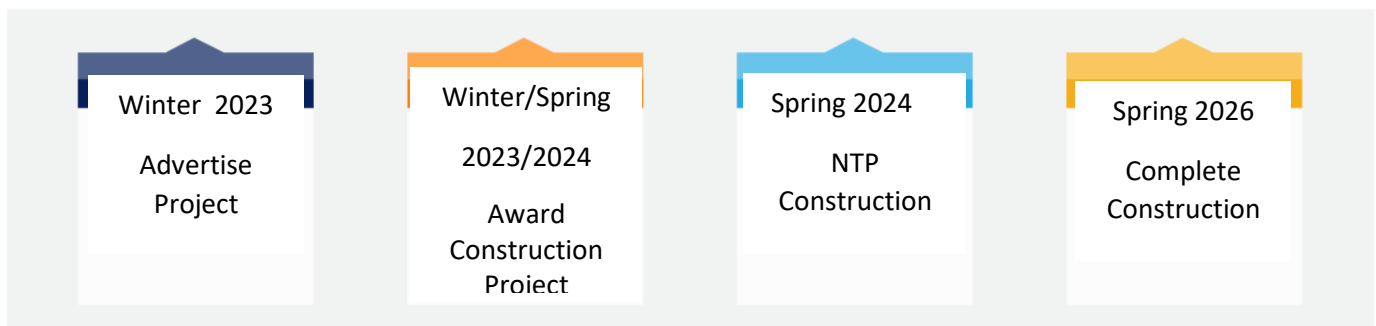 Winter 2023
Advertise
Project
Winter/Spring
2023/2024
Award
Construction
Project
Spring 2024
NTP
Construction
Spring 2026
Complete
Construction